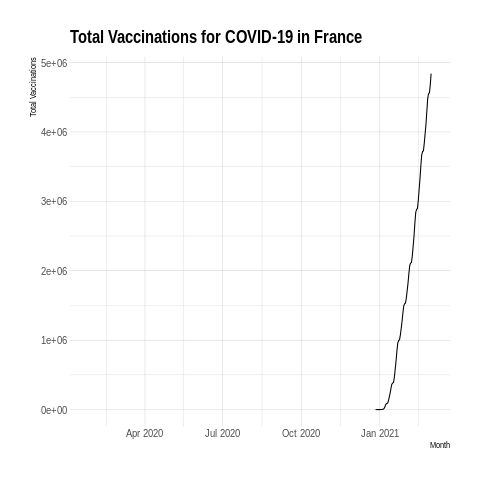 Total Vaccinations for COVID-19 in France
Total Vaccinations
5e+06
4e+06
3e+06
2e+06
1e+06
0e+00
Apr 2020 Jul 2020 Oct 2020 Jan 2021
Month